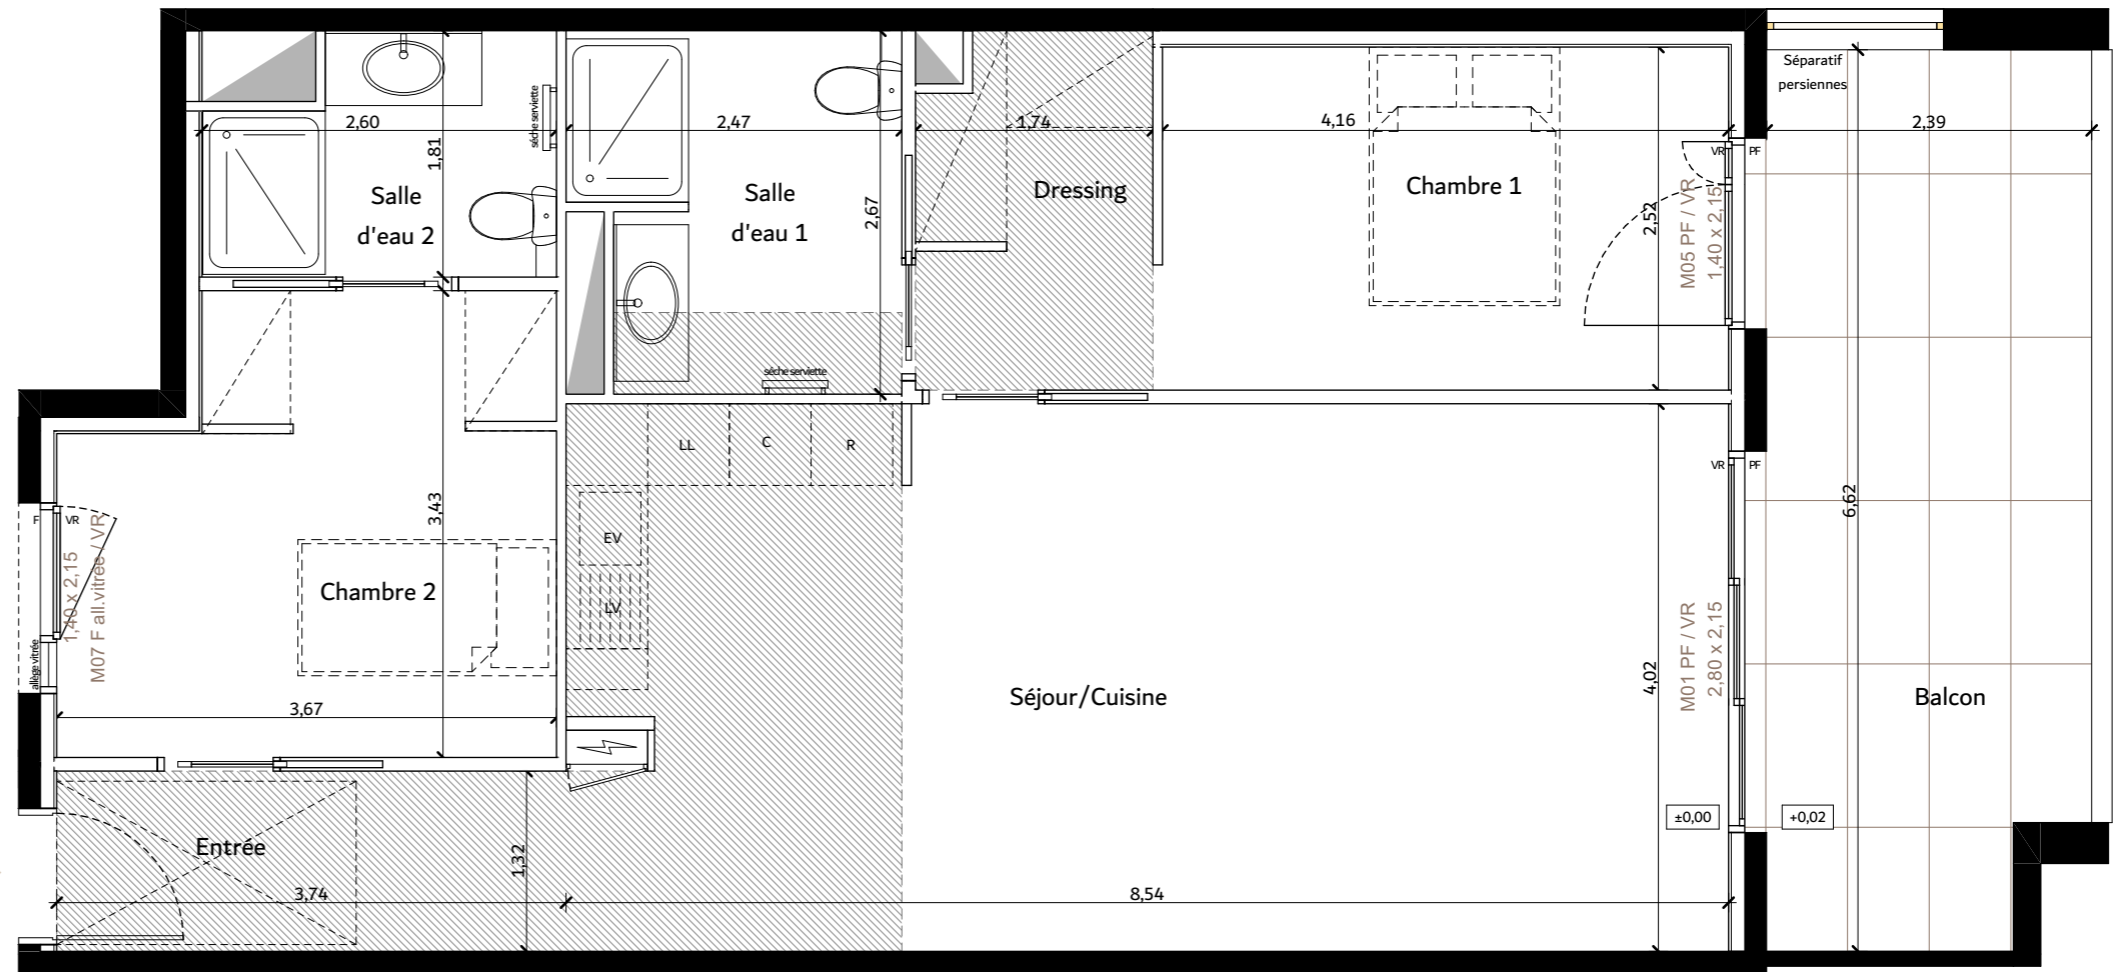 Séparatif
persiennes
2,60
2,47
1,74
4,16
2,39
1,81
sèche serviette
Salle
d'eau 2
Salle
d'eau 1
2,67
Dressing
Chambre 1
2,52
VR
PF
M05 PF / VR
1,40 x 2,15
sèche serviette
LL
C
R
VR
PF
3,43
F
VR
1,40 x 2,15
M07 F all.vitrée / VR
allège vitrée
EV
LV
6,62
Chambre 2
Séjour/Cuisine
4,02
M01 PF / VR
2,80 x 2,15
Balcon
3,67
±0,00
+0,02
Entrée
1,32
3,74
8,54